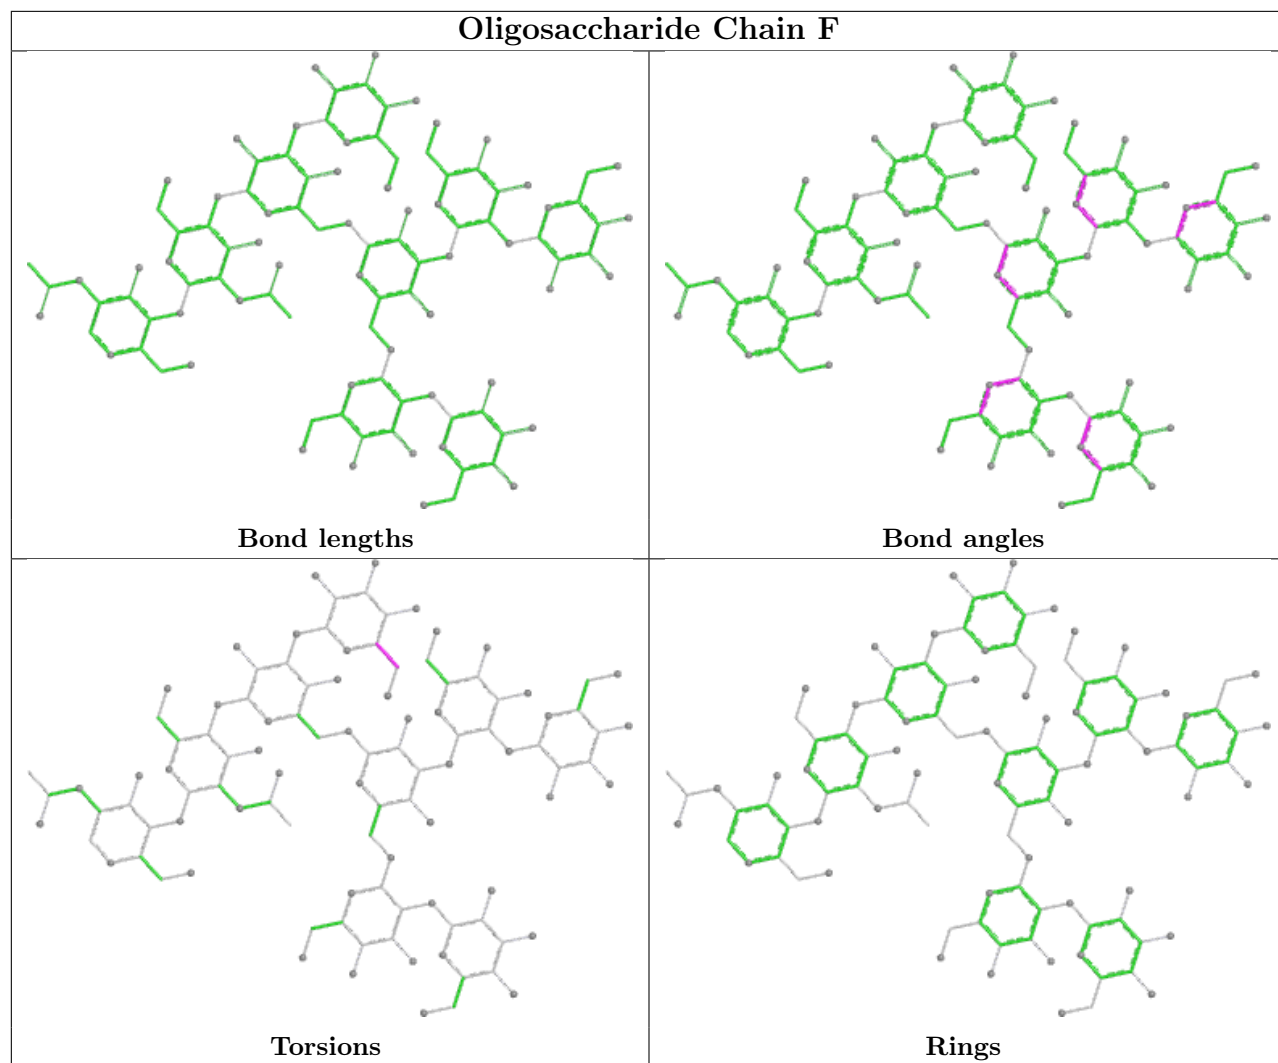 Oligosaccharide Chain F
Bond lengths
Bond angles
Torsions
Rings